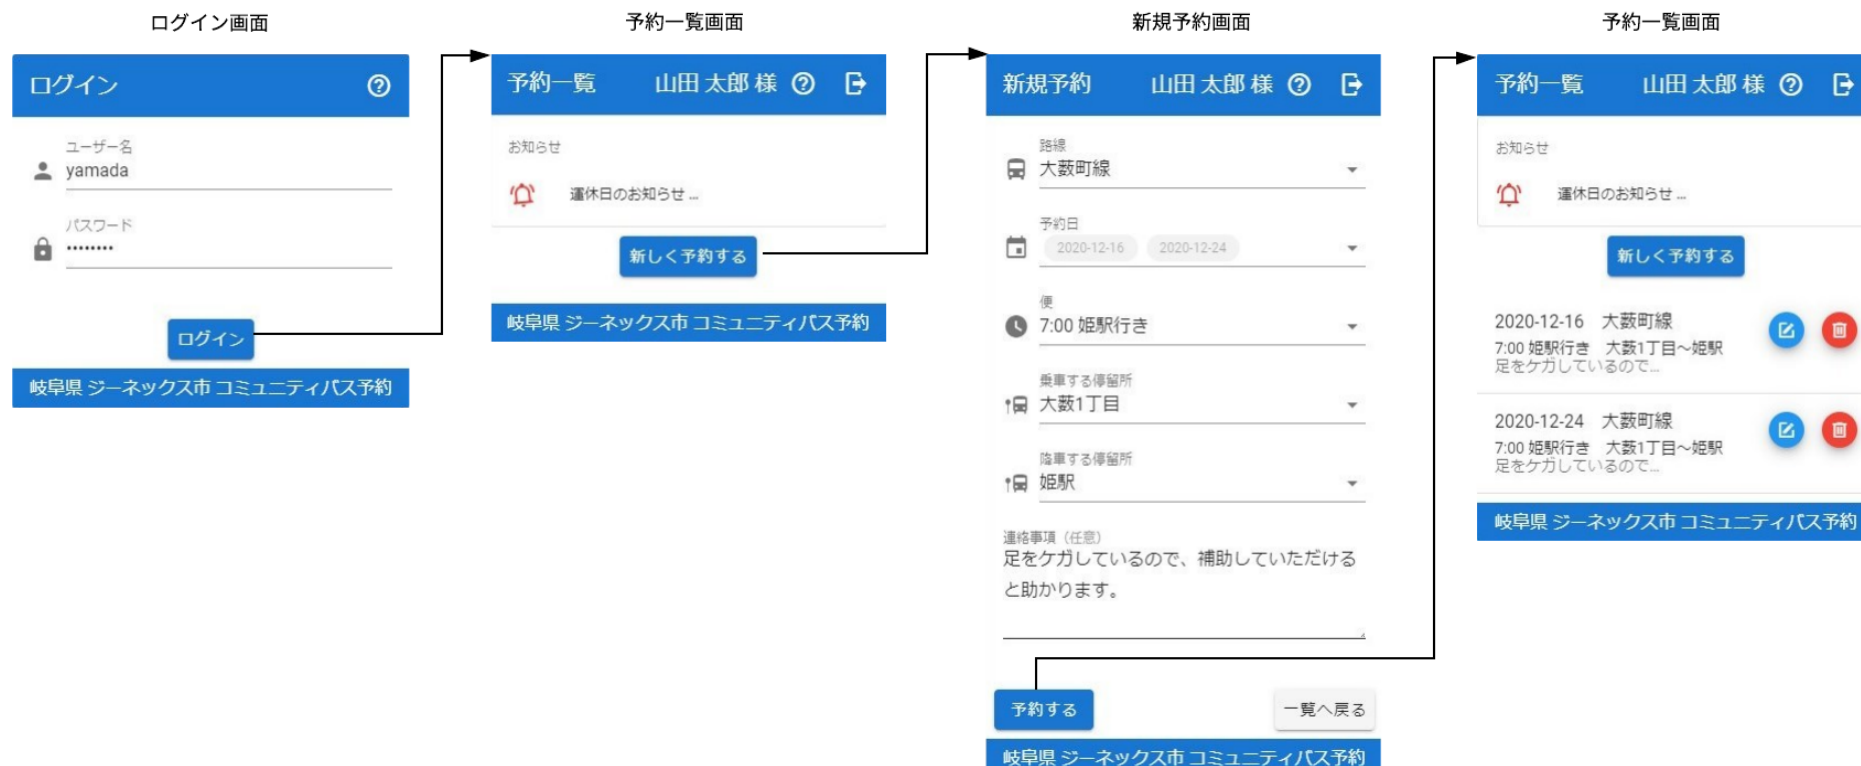 ログイン画面
ログイン
ユーザー名
yamada
パスワード
••••••••
ログイン
岐阜県 ジーネックス市 コミュニティバス予約
予約一覧画面
予約一覧 山田 太郎 様
お知らせ
運休日のお知らせ ...
新しく予約する
岐阜県 ジーネックス市 コミュニティバス予約
新規予約画面
新規予約 山田 太郎 様
路線
大薮町線
予約日
2020-12-16 2020-12-24
便
7:00 姫駅行き
乗車する停留所
大薮1丁目
降車する停留所
姫駅
連絡事項（任意）
足をケガしているので、補助していただける
と助かります。
予約する 一覧へ戻る
岐阜県 ジーネックス市 コミュニティバス予約
予約一覧画面
予約一覧 山田 太郎 様
お知らせ
運休日のお知らせ ...
新しく予約する
2020-12-16 大薮町線
7:00 姫駅行き 大薮1丁目～姫駅
足をケガしているので...
2020-12-24 大薮町線
7:00 姫駅行き 大薮1丁目～姫駅
足をケガしているので...
岐阜県 ジーネックス市 コミュニティバス予約